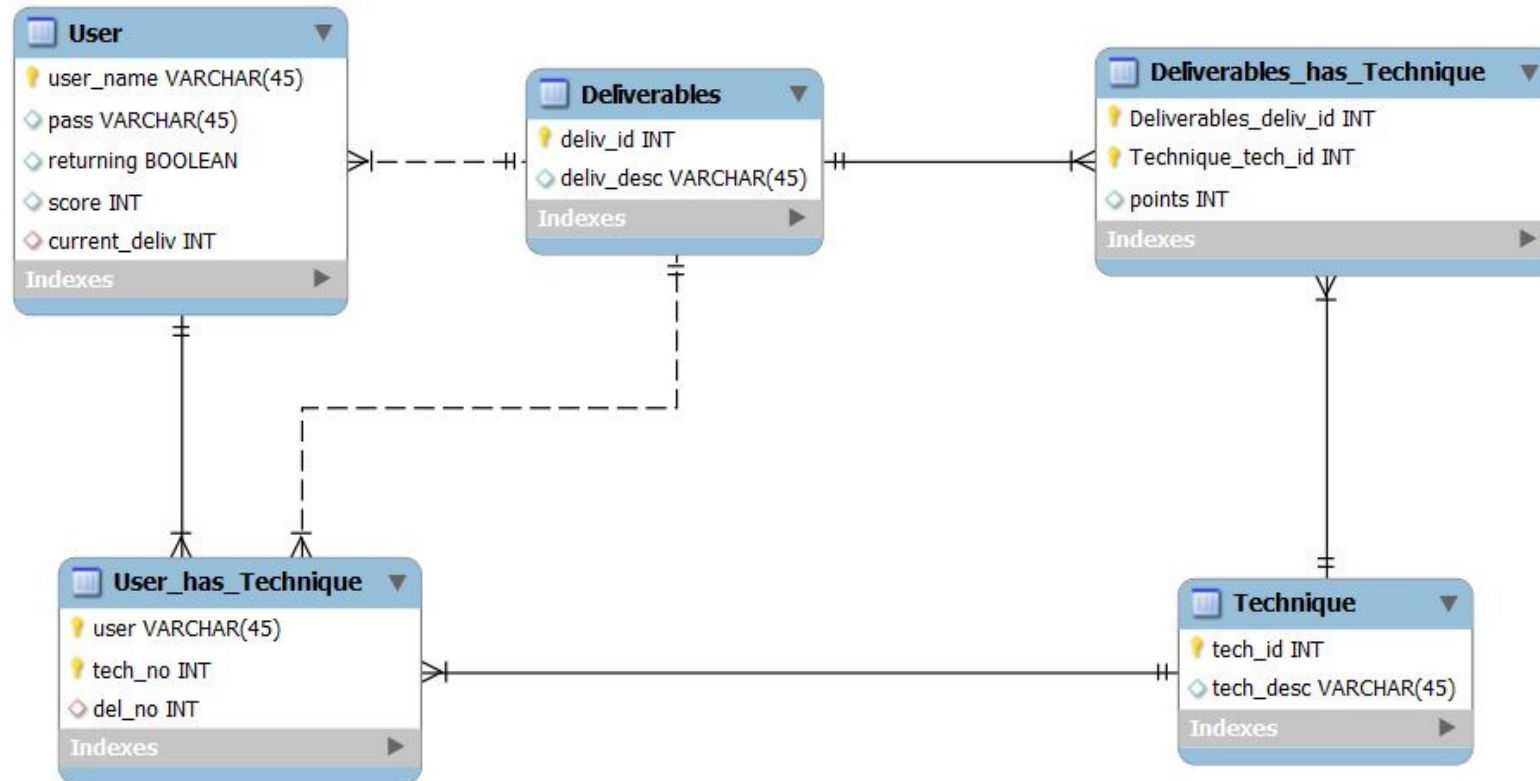 User
user_name VARCHAR(45)
pass VARCHAR(45)
returning BOOLEAN
score INT
current_deliv INT
Indexes
Deliverables
deliv_id INT
deliv_desc VARCHAR(45)
Indexes
Deliverables_has_Technique
Deliverables_deliv_id INT
Technique_tech_id INT
points INT
Indexes
User_has_Technique
user VARCHAR(45)
tech_no INT
del_no INT
Indexes
Technique
tech_id INT
tech_desc VARCHAR(45)
Indexes